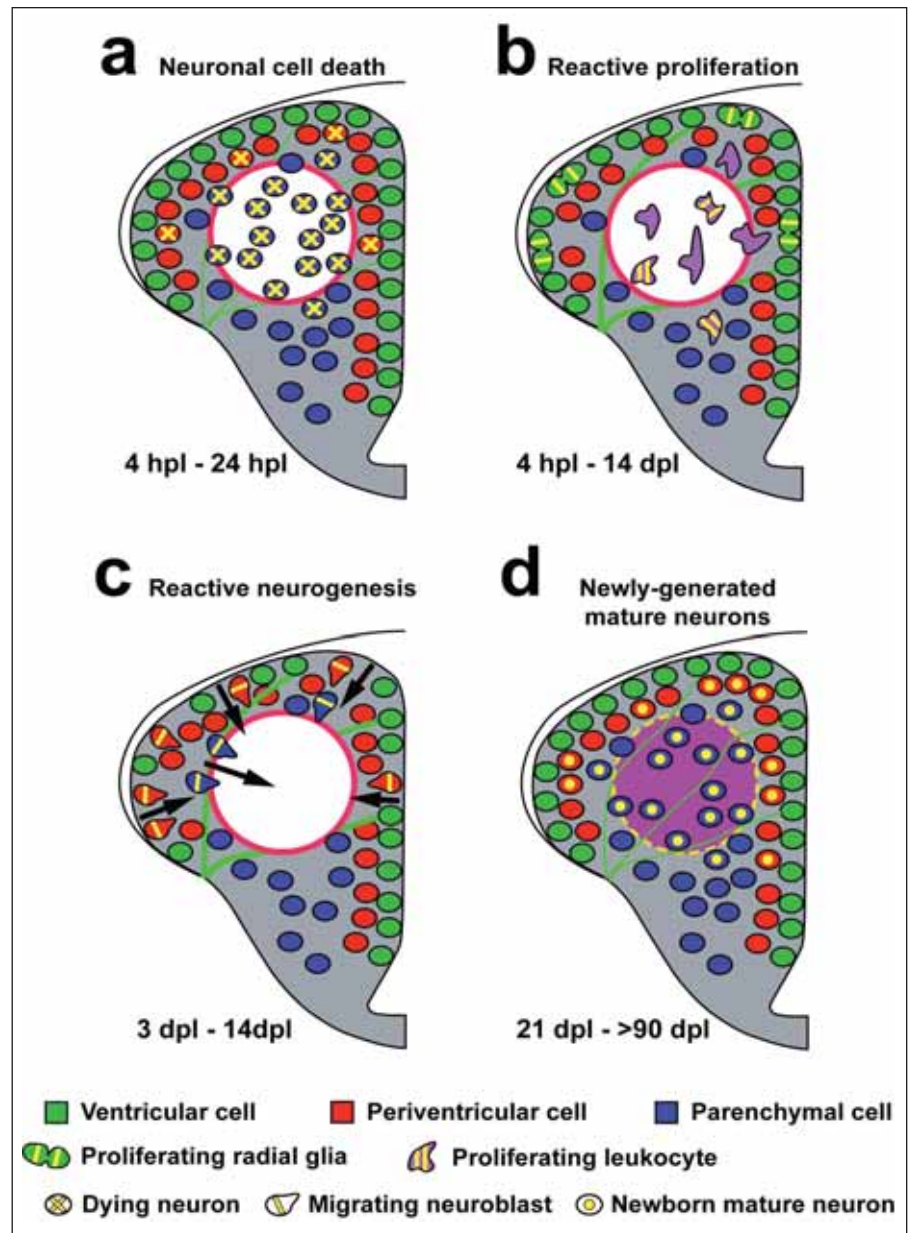 a Neuronal cell death
b Reactive proliferation
4 hpl - 24 hpl
4 hpl - 14 dpl
c Reactive neurogenesis
d Newly-generated
mature neurons
3 dpl - 14dpl
21 dpl - >90 dpl
Ventricular cell Periventricular cell Parenchymal cell
Proliferating radial glia Proliferating leukocyte
Dying neuron Migrating neuroblast Newborn mature neuron